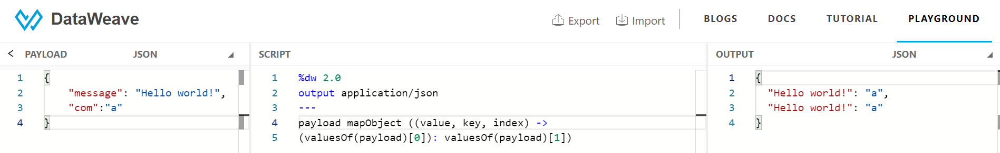 DataWeave
Export Import BLOGS DOCS TUTORIAL PLAYGROUND
< PAYLOAD JSON
1 {
2 "message": "Hello world!",
3 "com":"a"
4 }
SCRIPT
1 %dw 2.0
2 output application/json
3 ---
4 payload mapObject ((value, key, index) ->
5 (valuesOf(payload)[0]): valuesOf(payload)[1])
OUTPUT JSON
1 {
2 "Hello world!": "a",
3 "Hello world!": "a"
4 }